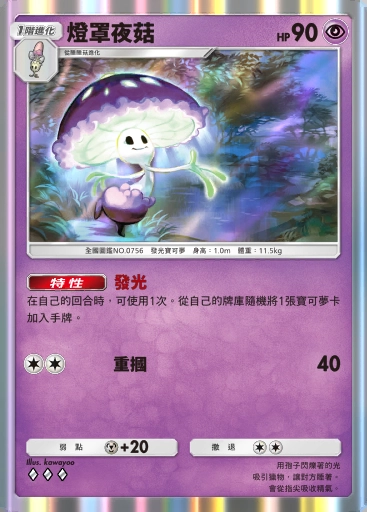 1階進化
燈罩夜菇
HP 90
從睡睡菇進化
全國圖鑑NO.0756 發光寶可夢 身高：1.0m 體重：11.5kg
特性 發光
在自己的回合時，可使用1次。從自己的牌庫隨機將1張寶可夢卡
加入手牌。
重摑 40
弱點 +20 撤退
Illus. kawayoo
用指子閃爍著的光
吸引獵物，讓對方睡著。
會從指尖吸收精氣。